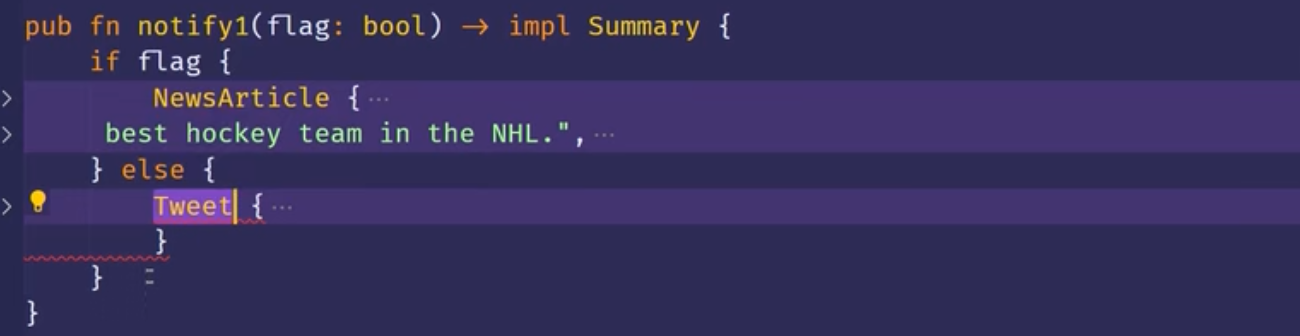 pub fn notify1(flag: bool) -> impl Summary {
if flag {
NewsArticle { ···
best hockey team in the NHL.", ···
} else {
Tweet { ···
}
}
}